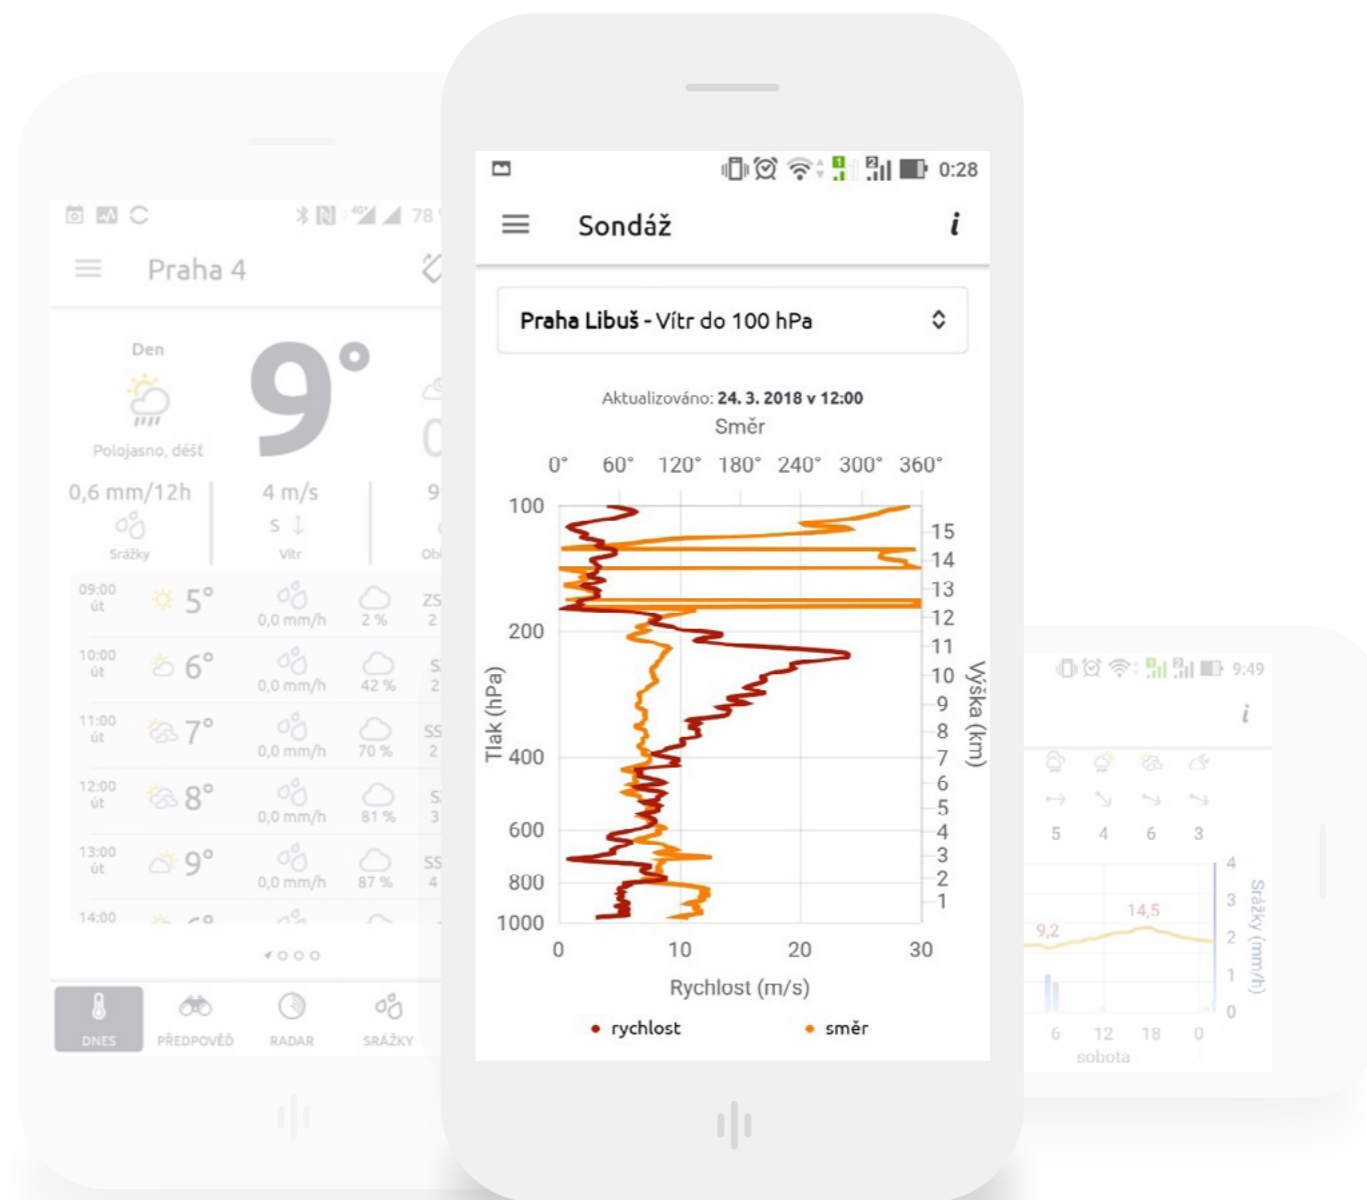 78
Praha 4
Den
9°
Polojasno, déšť
0,6 mm/12h
4 m/s
S
Srážky
Vítr
09:00
út
5°
0,0 mm/h
2 %
10:00
út
6°
0,0 mm/h
42 %
11:00
út
7°
0,0 mm/h
70 %
12:00
út
8°
0,0 mm/h
81 %
13:00
út
9°
0,0 mm/h
87 %
14:00
DNES
PŘEDPOVĚĎ
RADAR
SRÁŽKY
0:28
Sondáž
i
Praha Libuš - Vítr do 100 hPa
Aktualizováno: 24. 3. 2018 v 12:00
Směr
0° 60° 120° 180° 240° 300° 360°
100
200
400
600
800
1000
Tlak (hPa)
15
14
13
12
11
10
9
8
7
6
5
4
3
2
1
Výška (km)
0 10 20 30
Rychlost (m/s)
rychlost
směr
9:49
i
5 4 6 3
9,2
14,5
4
3
2
1
0
Srážky (mm/h)
6 12 18 0
sobota